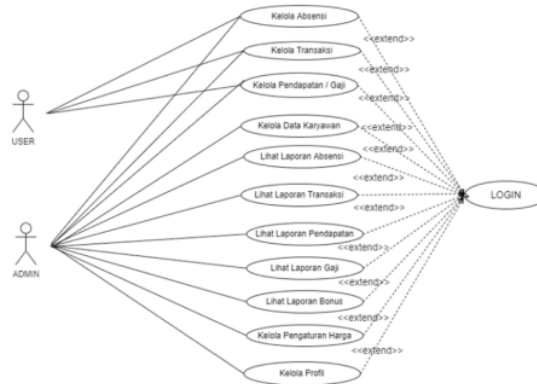 Kelola Absensi
<<extend>>
Kelola Transaksi
<<extend>>
Kelola Pendapatan / Gaji
<<extend>>
USER
Kelola Data Karyawan
<<extend>>
Lihat Laporan Absensi
<<extend>>
<<extend>>
Lihat Laporan Transaksi
LOGIN
<<extend>>
Lihat Laporan Pendapatan
<<extend>>
ADMIN
Lihat Laporan Gaji
<<extend>>
Lihat Laporan Bonus
<<extend>>
Kelola Pengaturan Harga
<<extend>>
Kelola Profil